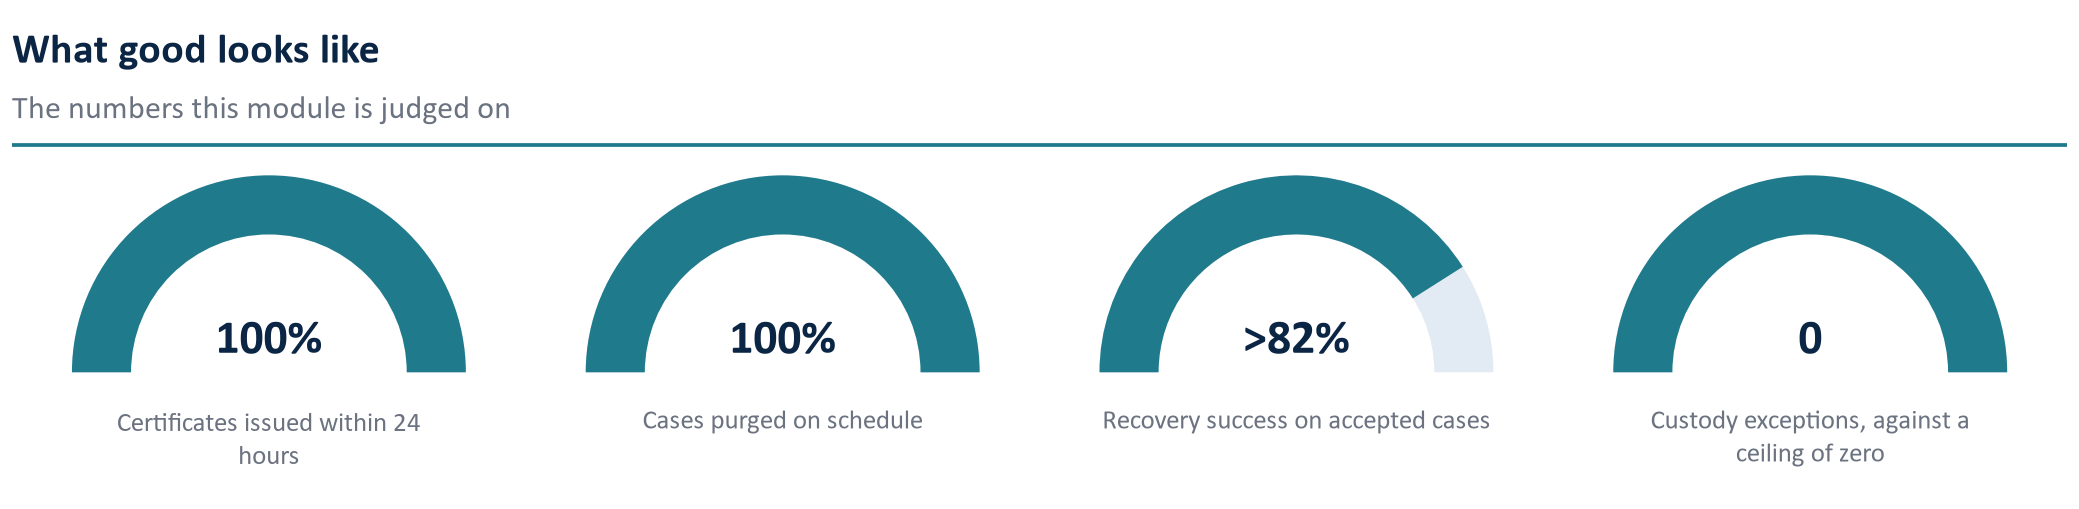 What good looks like
The numbers this module is judged on
100%
100%
>82%
0
Certificates issued within 24
hours
Cases purged on schedule
Recovery success on accepted cases
Custody exceptions, against a
ceiling of zero